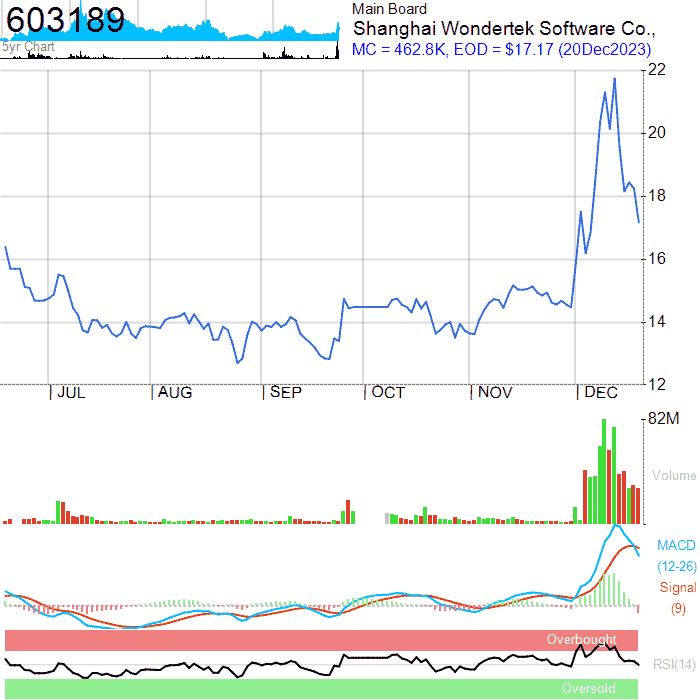 603189
5yr Chart
Main Board
Shanghai Wondertek Software Co.,
MC = 462.8K, EOD = $17.17 (20Dec2023)
22
20
18
16
14
12
JUL
AUG
SEP
OCT
NOV
DEC
82M
Volume
MACD
(12-26)
Signal
(9)
Overbought
RSI(14)
Oversold